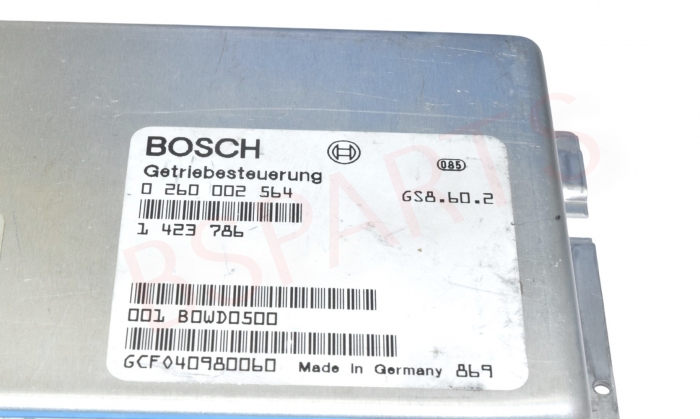 BOSCH
085
Getriebesteuerung
0 260 002 564
GS8.60.2
1 423 786
001 B0WD0500
GCF040980060 Made In Germany 869
BSPARTS